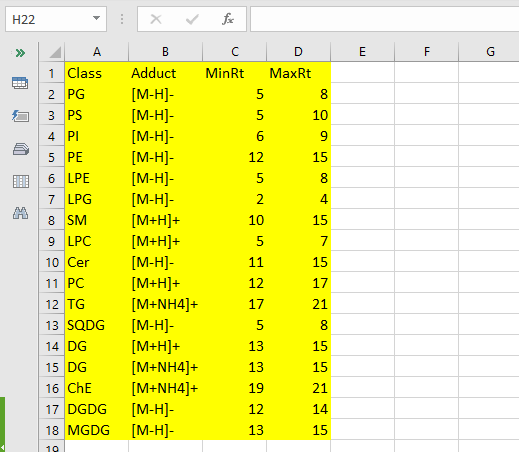 H22 fx
A B C D E F G
1 Class Adduct MinRt MaxRt
2 PG [M-H]- 5 8
3 PS [M-H]- 5 10
4 PI [M-H]- 6 9
5 PE [M-H]- 12 15
6 LPE [M-H]- 5 8
7 LPG [M-H]- 2 4
8 SM [M+H]+ 10 15
9 LPC [M+H]+ 5 7
10 Cer [M-H]- 11 15
11 PC [M+H]+ 12 17
12 TG [M+NH4]+ 17 21
13 SQDG [M-H]- 5 8
14 DG [M+H]+ 13 15
15 DG [M+NH4]+ 13 15
16 ChE [M+NH4]+ 19 21
17 DGDG [M-H]- 12 14
18 MGDG [M-H]- 13 15
19